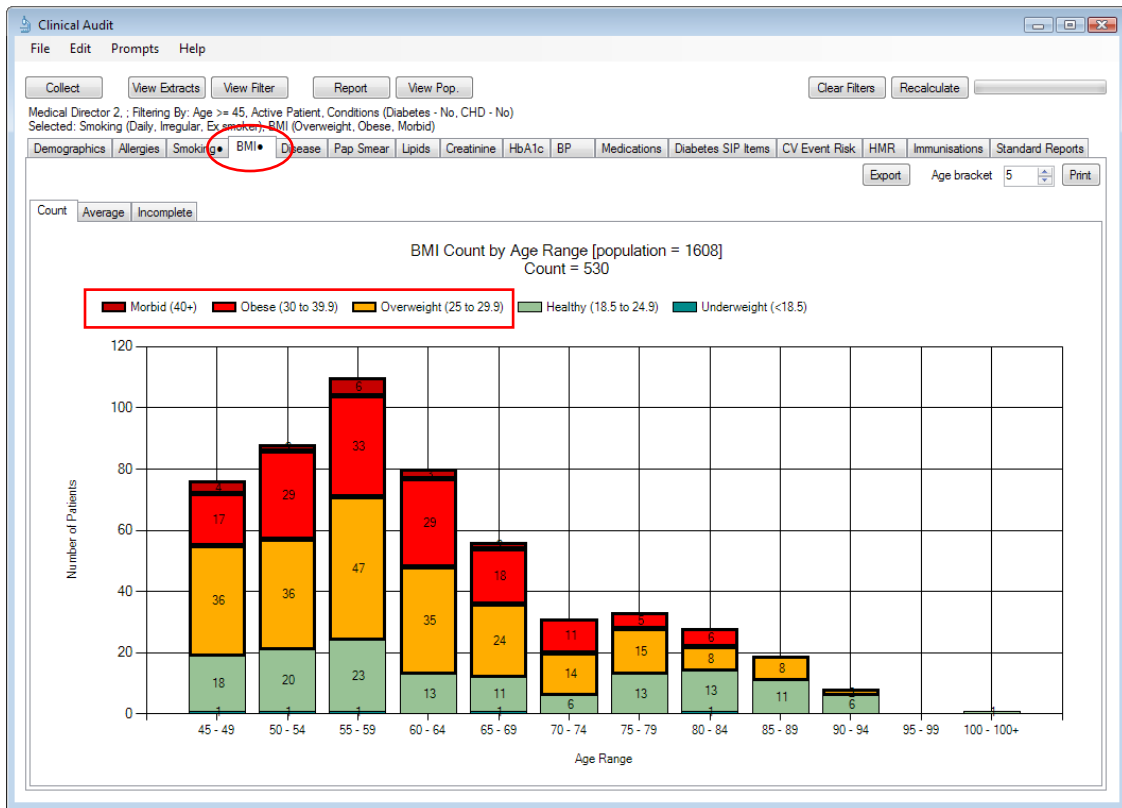 Clinical Audit
File Edit Prompts Help
Collect View Extracts View Filter Report View Pop. Clear Filters Recalculate
Medical Director 2, ; Filtering By: Age >= 45, Active Patient, Conditions (Diabetes - No, CHD - No)
Selected: Smoking (Daily, Irregular, Ex smoker), BMI (Overweight, Obese, Morbid)
Demographics Allergies Smoking● BMI● Disease Pap Smear Lipids Creatinine HbA1c BP Medications Diabetes SIP Items CV Event Risk HMR Immunisations Standard Reports
Export Age bracket 5 Print
Count Average Incomplete
BMI Count by Age Range [population = 1608]
Count = 530
Morbid (40+) Obese (30 to 39.9) Overweight (25 to 29.9) Healthy (18.5 to 24.9) Underweight (<18.5)
120
6
100
33
80
4 29
17 29
60
Number of Patients
47 18
40
36 36 35
24
11 5
20
14 15 6
8 8
18 20 23 13 11 6 13 13 11 6
0 1 1 1 1 1 1
45 - 49 50 - 54 55 - 59 60 - 64 65 - 69 70 - 74 75 - 79 80 - 84 85 - 89 90 - 94 95 - 99 100 - 100+
Age Range